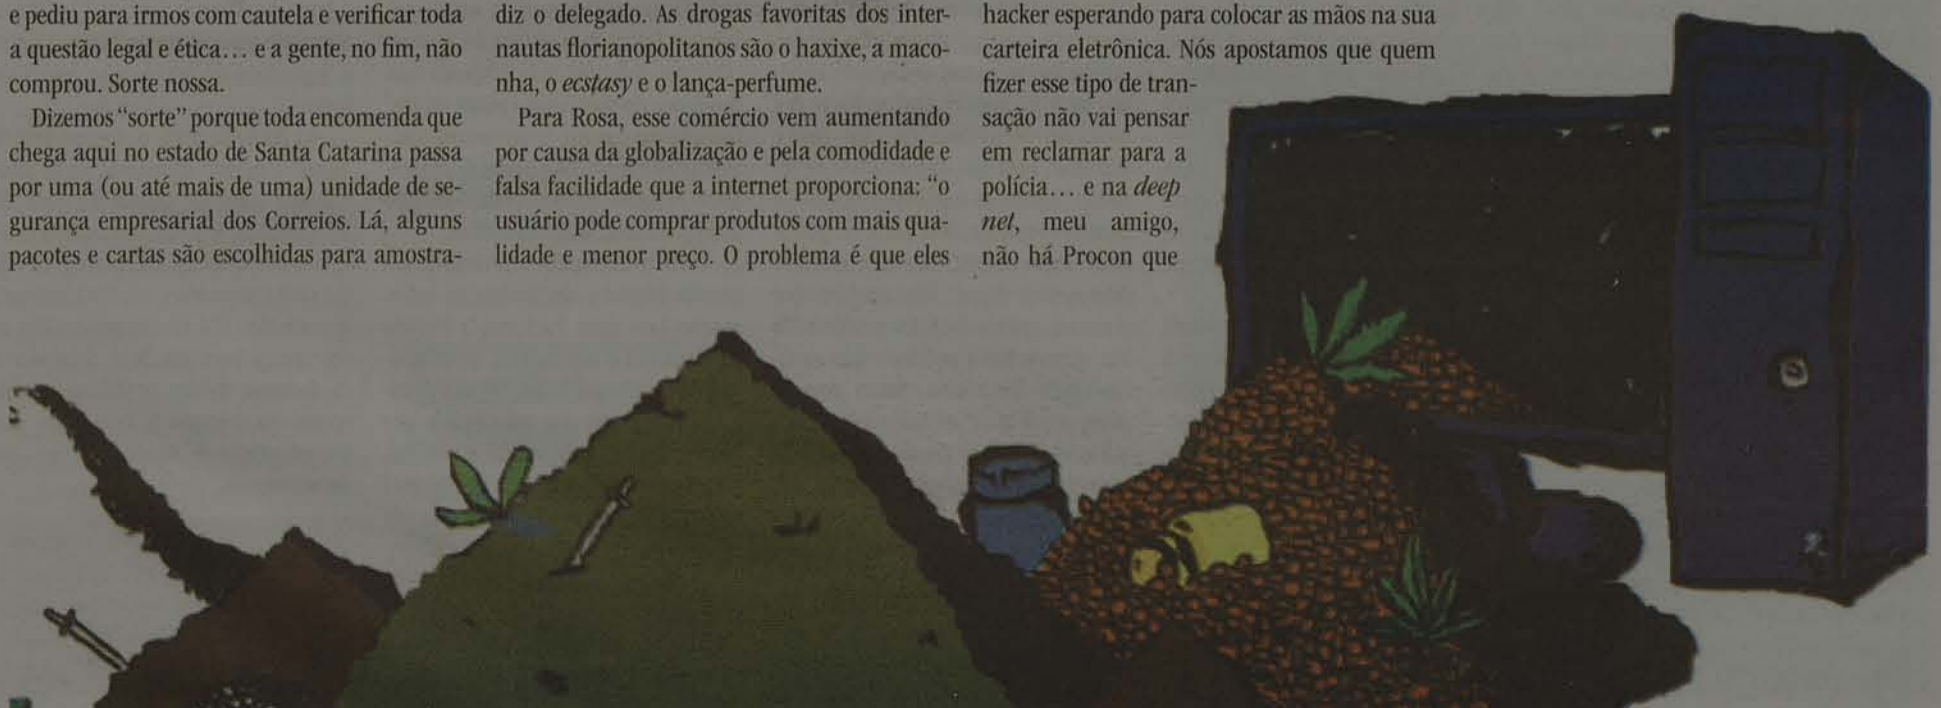 e pediu para irmos com cautela e verificar toda
a questão legal e ética… e a gente, no fim, não
comprou. Sorte nossa.
Dizemos “sorte” porque toda encomenda que
chega aqui no estado de Santa Catarina passa
por uma (ou até mais de uma) unidade de se-
gurança empresarial dos Correios. Lá, alguns
pacotes e cartas são escolhidas para amostra-
diz o delegado. As drogas favoritas dos inter-
nautas florianopolitanos são o haxixe, a maco-
nha, o ecstasy e o lança-perfume.
Para Rosa, esse comércio vem aumentando
por causa da globalização e pela comodidade e
falsa facilidade que a internet proporciona: “o
usuário pode comprar produtos com mais qua-
lidade e menor preço. O problema é que eles
hacker esperando para colocar as mãos na sua
carteira eletrônica. Nós apostamos que quem
fizer esse tipo de tran-
sação não vai pensar
em reclamar para a
polícia… e na deep
net, meu amigo,
não há Procon que